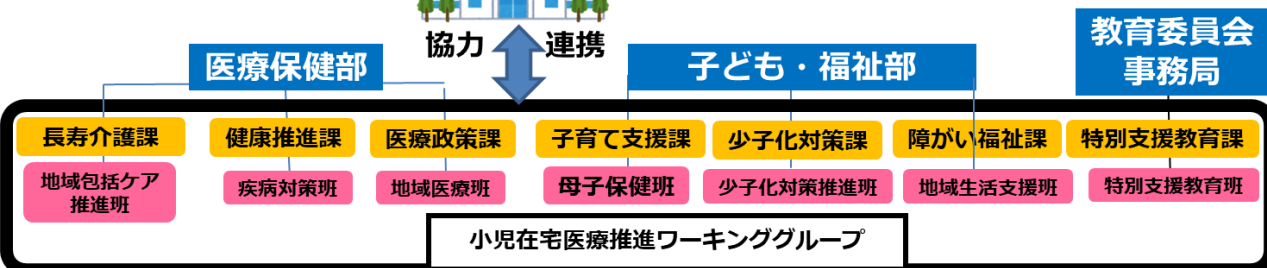 協力 連携
医療保健部
子ども・福祉部
教育委員会
事務局
長寿介護課
健康推進課
医療政策課
子育て支援課
少子化対策課
障がい福祉課
特別支援教育課
地域包括ケア
推進班
疾病対策班
地域医療班
母子保健班
少子化対策推進班
地域生活支援班
特別支援教育班
小児在宅医療推進ワーキンググループ